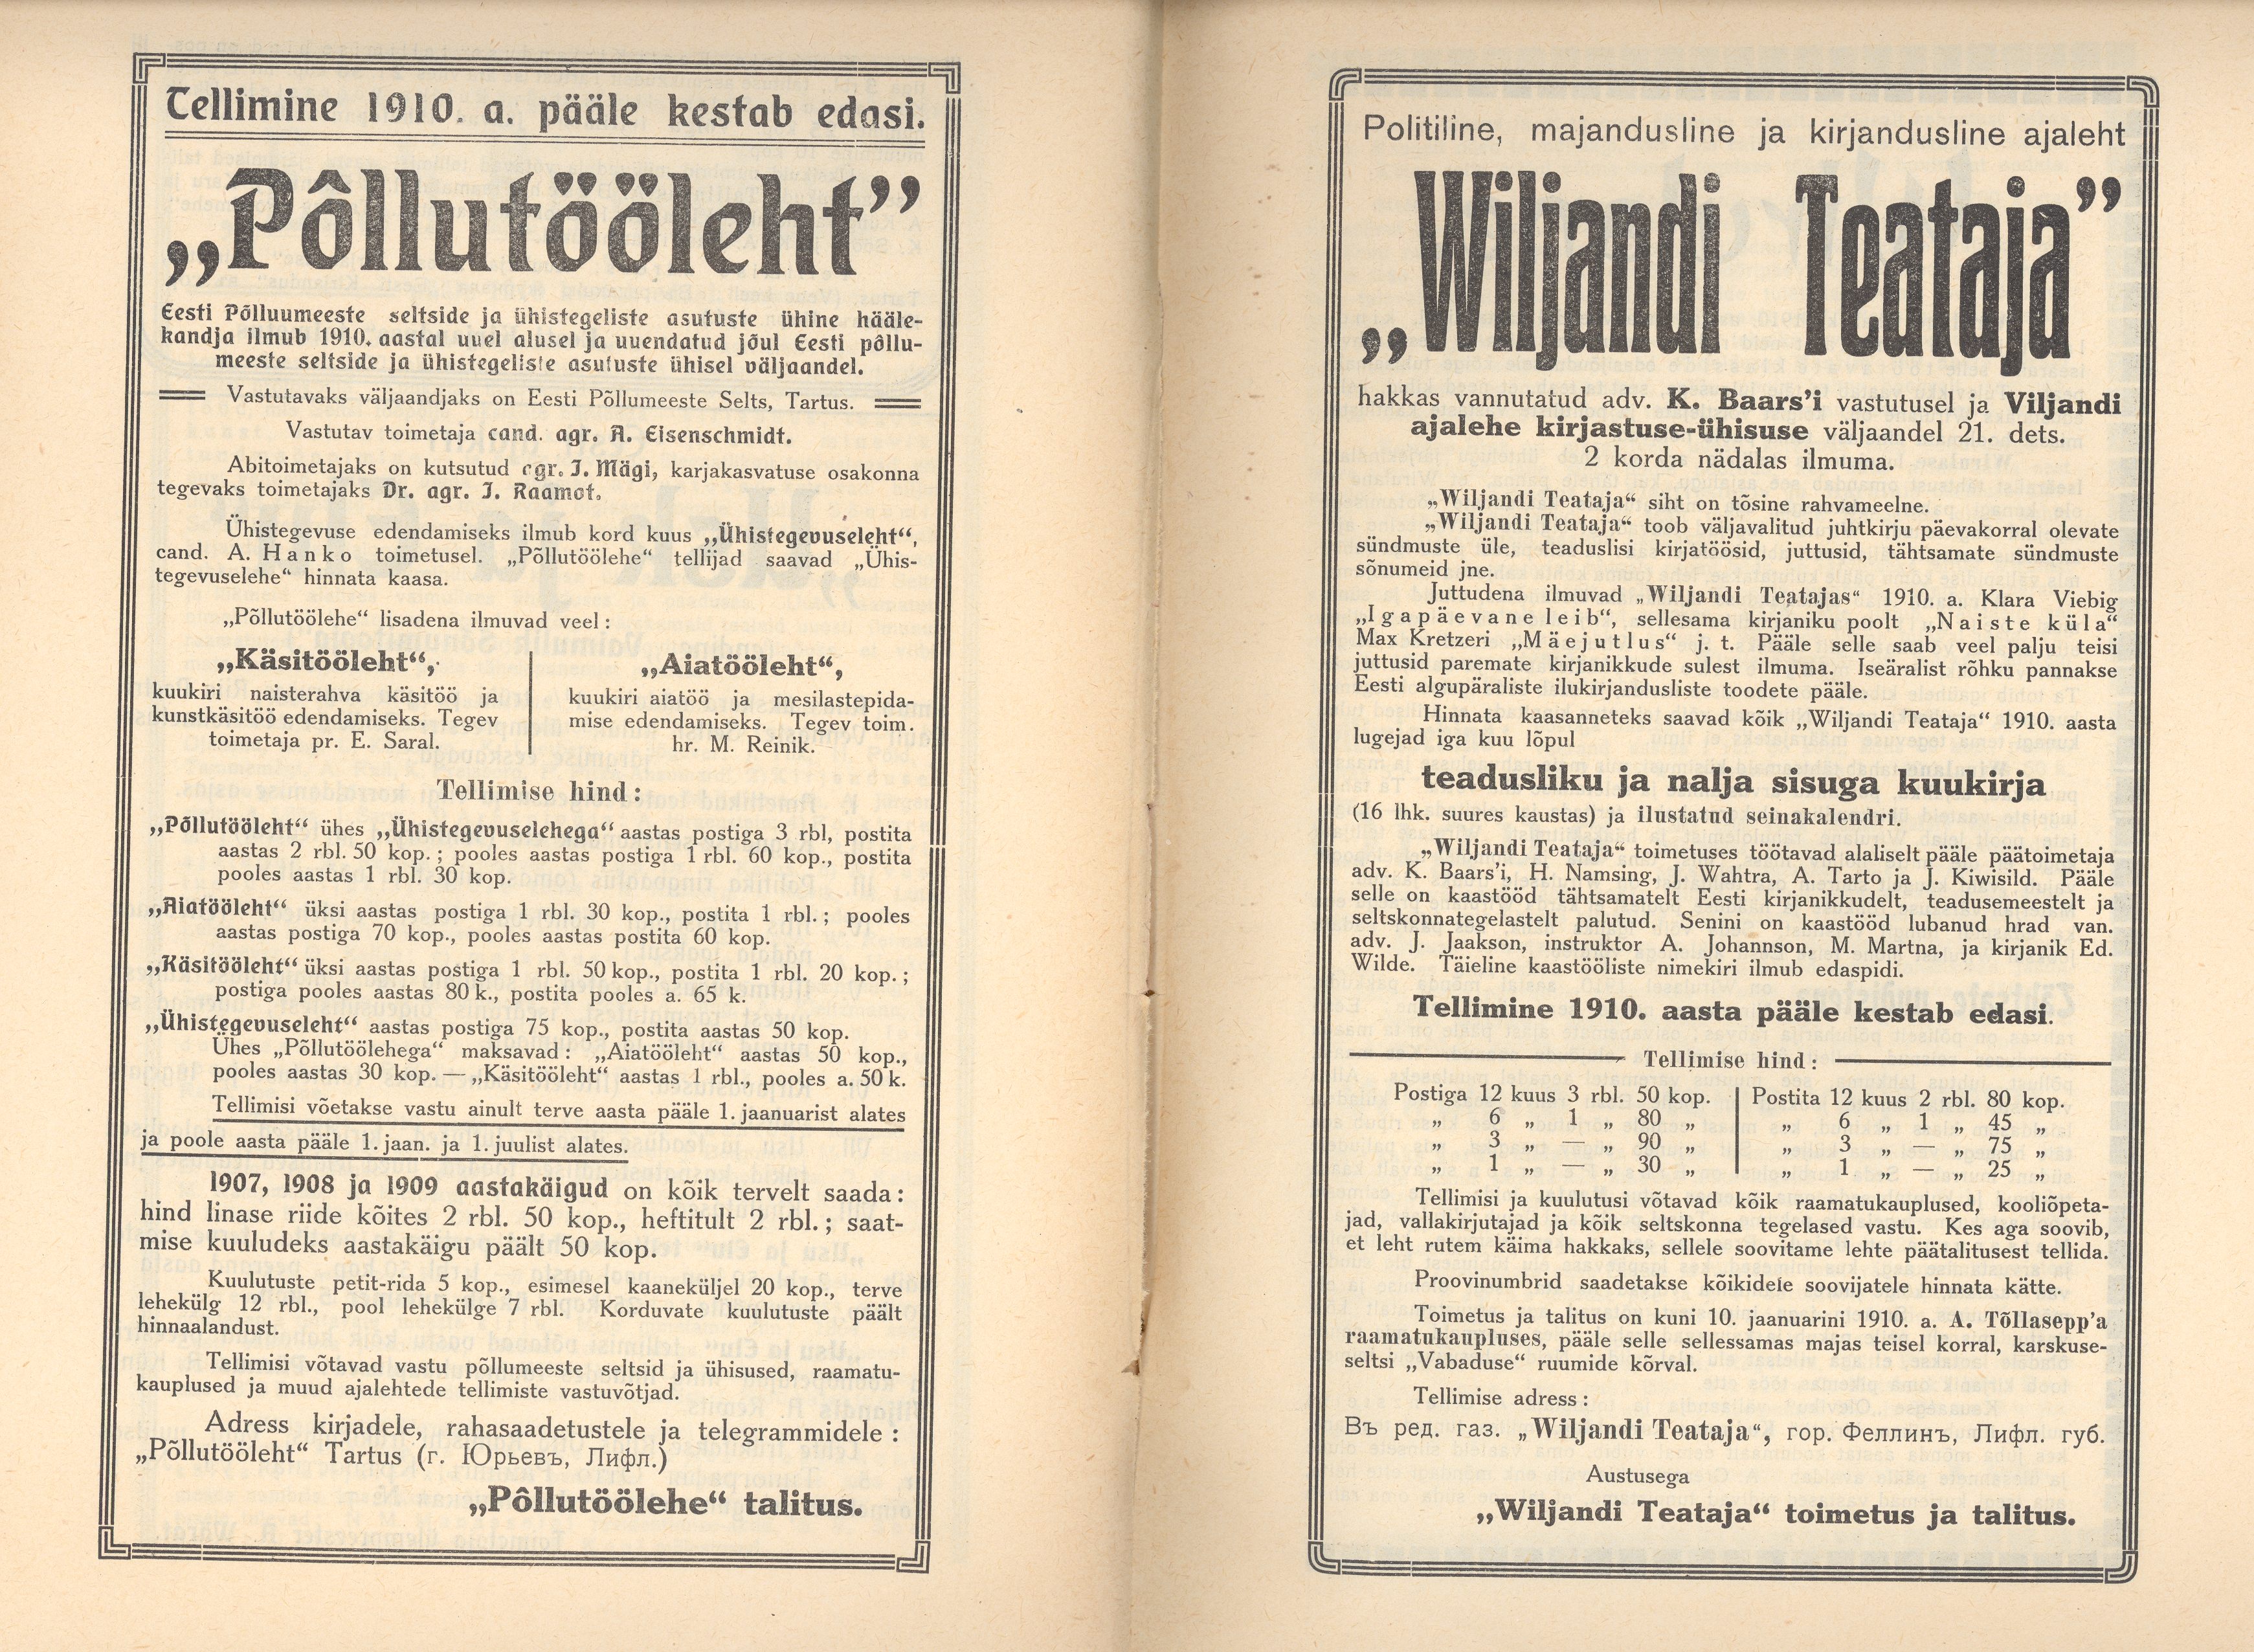 Tellimine 1910. a. pääle kestab edasi.
„Pôllutööleht”
Eesti Põlluumeeste seltside ja ühistegeliste asutuste ühine hääle-
kandja ilmub 1910. aastal uuel alusel ja uuendatud jõul Eesti põllu-
meeste seltside ja ühistegeliste asutuste ühisel väljaandel.
Vastutavaks väljaandjaks on Eesti Põllumeeste Selts, Tartus.
Vastutav toimetaja cand. agr. A. Eisenschmidt.
Abitoimetajaks on kutsutud agr. J. Mägi, karjakasvatuse osakonna
tegevaks toimetajaks Dr. agr. J. Raamot.
Ühistegevuse edendamiseks ilmub kord kuus „Ühistegevuseleht“,
cand. A. Hanko toimetusel. „Põllutöölehe“ tellijad saavad „Ühis-
tegevuselehe“ hinnata kaasa.
„Põllutöölehe“ lisadena ilmuvad veel :
„Käsitööleht“,
kuukiri naisterahva käsitöö ja
kunstkäsitöö edendamiseks. Tegev
toimetaja pr. E. Saral.
„Aiatööleht“,
kuukiri aiatöö ja mesilastepida-
mise edendamiseks. Tegev toim.
hr. M. Reinik.
Tellimise hind :
„Põllutööleht“ ühes „Ühistegevuselehega“ aastas postiga 3 rbl, postita
aastas 2 rbl. 50 kop. ; pooles aastas postiga 1 rbl. 60 kop., postita
pooles aastas 1 rbl. 30 kop.
„Aiatööleht“ üksi aastas postiga 1 rbl. 30 kop., postita 1 rbl. ; pooles
aastas postiga 70 kop., pooles aastas postita 60 kop.
„Käsitööleht“ üksi aastas postiga 1 rbl. 50 kop., postita 1 rbl. 20 kop. ;
postiga pooles aastas 80 k., postita pooles a. 65 k.
„Ühistegevuseleht“ aastas postiga 75 kop., postita aastas 50 kop.
Ühes „Põllutöölehega“ maksavad : „Aiatööleht“ aastas 50 kop.,
pooles aastas 30 kop. — „Käsitööleht“ aastas 1 rbl., pooles a. 50 k.
Tellimisi võetakse vastu ainult terve aasta pääle 1. jaanuarist alates
ja poole aasta pääle 1. jaan. ja 1. juulist alates.
1907, 1908 ja 1909 aastakäigud on kõik tervelt saada :
hind linase riide kõites 2 rbl. 50 kop., heftitult 2 rbl. ; saat-
mise kuuludeks aastakäigu päält 50 kop.
Kuulutuste petit-rida 5 kop., esimesel kaaneküljel 20 kop., terve
lehekülg 12 rbl., pool lehekülge 7 rbl. Korduvate kuulutuste päält
hinnaalandust.
Tellimisi võtavad vastu põllumeeste seltsid ja ühisused, raamatu-
kauplused ja muud ajalehtede tellimiste vastuvõtjad.
Adress kirjadele, rahasaadetustele ja telegrammidele :
„Põllutööleht“ Tartus (г. Юрьевъ, Лифл.)
„Pôllutöölehe“ talitus.
Politiline, majandusline ja kirjandusline ajaleht
„Wiljandi Teataja”
hakkas vannutatud adv. K. Baars’i vastutusel ja Viljandi
ajalehe kirjastuse-ühisuse väljaandel 21. dets.
2 korda nädalas ilmuma.
„Wiljandi Teataja“ siht on tõsine rahvameelne.
„Wiljandi Teataja“ toob väljavalitud juhtkirju päevakorral olevate
sündmuste üle, teaduslisi kirjatöösid, juttusid, tähtsamate sündmuste
sõnumeid jne.
Juttudena ilmuvad „Wiljandi Teatajas“ 1910. a. Klara Viebig
„Igapäevane leib“, sellesama kirjaniku poolt „Naiste küla“
Max Kretzeri „Mäejutlus“ j. t. Pääle selle saab veel palju teisi
juttusid paremate kirjanikkude sulest ilmuma. Iseäralist rõhku pannakse
Eesti algupäraliste ilukirjandusliste toodete pääle.
Hinnata kaasanneteks saavad kõik „Wiljandi Teataja“ 1910. aasta
lugejad iga kuu lõpul
teadusliku ja nalja sisuga kuukirja
(16 lhk. suures kaustas) ja ilustatud seinakalendri.
„Wiljandi Teataja“ toimetuses töötavad alaliselt pääle päätoimetaja
adv. K. Baars’i, H. Namsing, J. Wahtra, A. Tarto ja J. Kiwisild. Pääle
selle on kaastööd tähtsamatelt Eesti kirjanikkudelt, teadusemeestelt ja
seltskonnategelastelt palutud. Senini on kaastööd lubanud hrad van.
adv. J. Jaakson, instruktor A. Johannson, M. Martna, ja kirjanik Ed.
Wilde. Täieline kaastööliste nimekiri ilmub edaspidi.
Tellimine 1910. aasta pääle kestab edasi.
Tellimise hind :
Postiga 12 kuus 3 rbl. 50 kop.
„ 6 „ 1 „ 80 „
„ 3 „ — „ 90 „
„ 1 „ — „ 30 „
Postita 12 kuus 2 rbl. 80 kop.
„ 6 „ 1 „ 45 „
„ 3 „ — „ 75 „
„ 1 „ — „ 25 „
Tellimisi ja kuulutusi võtavad kõik raamatukauplused, kooliõpeta-
jad, vallakirjutajad ja kõik seltskonna tegelased vastu. Kes aga soovib,
et leht rutem käima hakkaks, sellele soovitame lehte päätalitusest tellida.
Proovinumbrid saadetakse kõikidele soovijatele hinnata kätte.
Toimetus ja talitus on kuni 10. jaanuarini 1910. a. A. Tõllasepp’a
raamatukaupluses, pääle selle sellessamas majas teisel korral, karskuse-
seltsi „Vabaduse“ ruumide kõrval.
Tellimise adress :
Въ ред. газ. „Wiljandi Teataja“, гор. Феллинъ, Лифл. губ.
Austusega
„Wiljandi Teataja“ toimetus ja talitus.